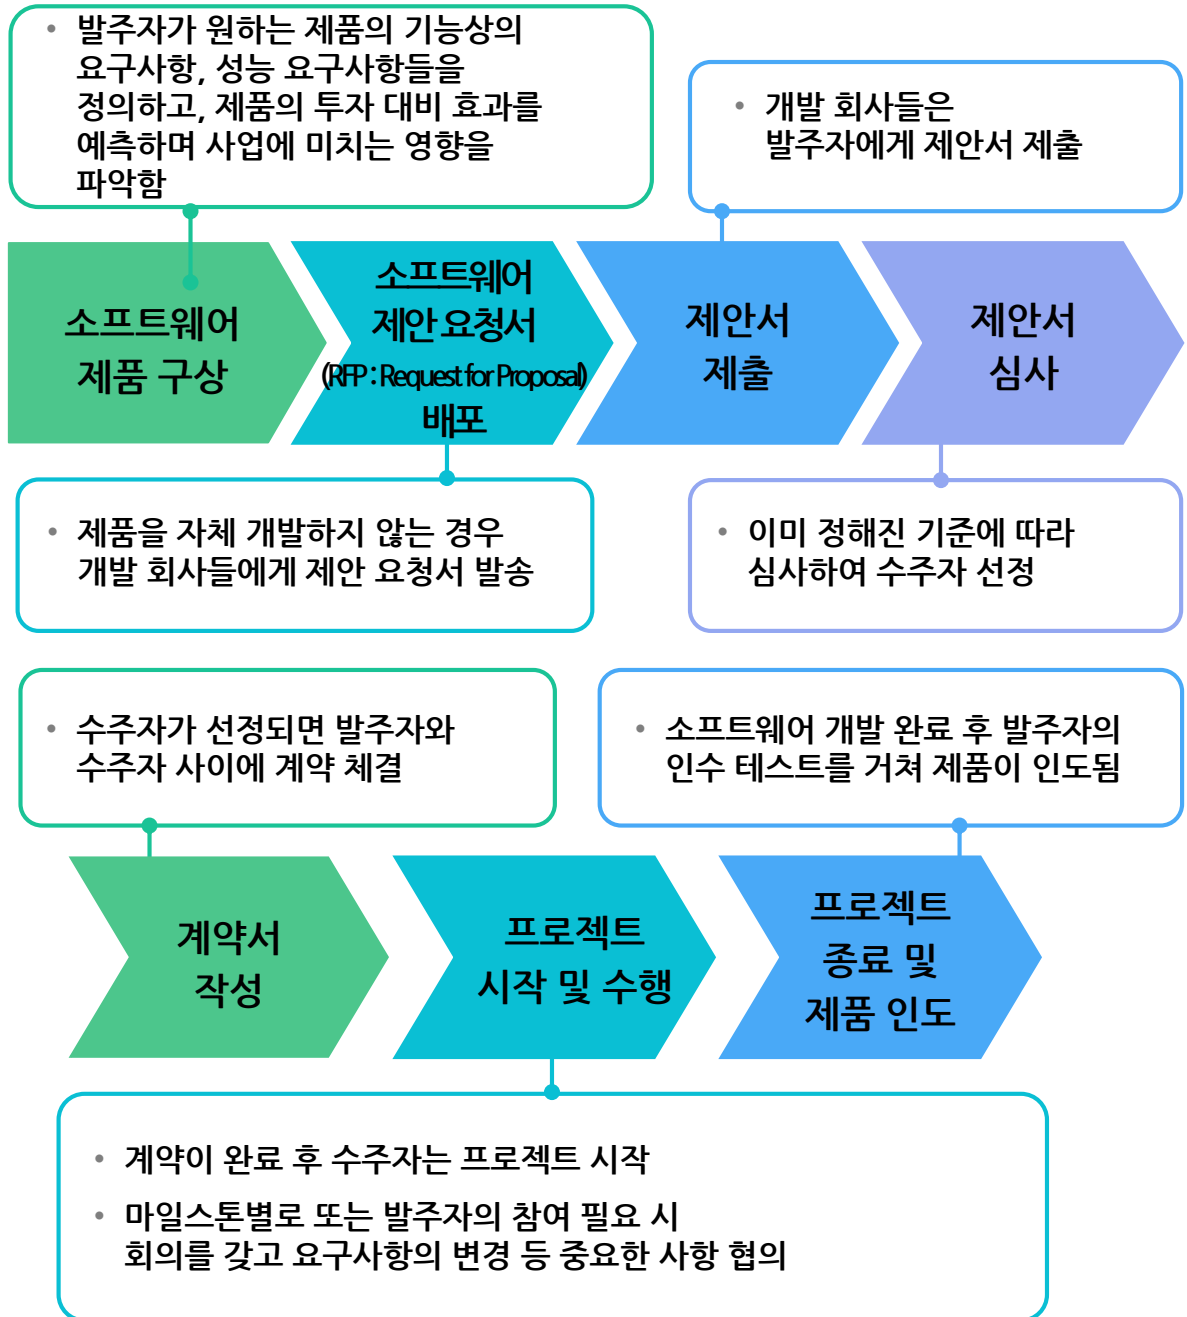 • 발주자가 원하는 제품의 기능상의
요구사항, 성능 요구사항들을
정의하고, 제품의 투자 대비 효과를
예측하며 사업에 미치는 영향을
파악함
• 개발 회사들은
발주자에게 제안서 제출
소프트웨어
제품 구상
소프트웨어
제안 요청서
(RFP : Request for Proposal)
배포
제안서
제출
제안서
심사
• 제품을 자체 개발하지 않는 경우
개발 회사들에게 제안 요청서 발송
• 이미 정해진 기준에 따라
심사하여 수주자 선정
• 수주자가 선정되면 발주자와
수주자 사이에 계약 체결
• 소프트웨어 개발 완료 후 발주자의
인수 테스트를 거쳐 제품이 인도됨
계약서
작성
프로젝트
시작 및 수행
프로젝트
종료 및
제품 인도
• 계약이 완료 후 수주자는 프로젝트 시작
• 마일스톤별로 또는 발주자의 참여 필요 시
회의를 갖고 요구사항의 변경 등 중요한 사항 협의